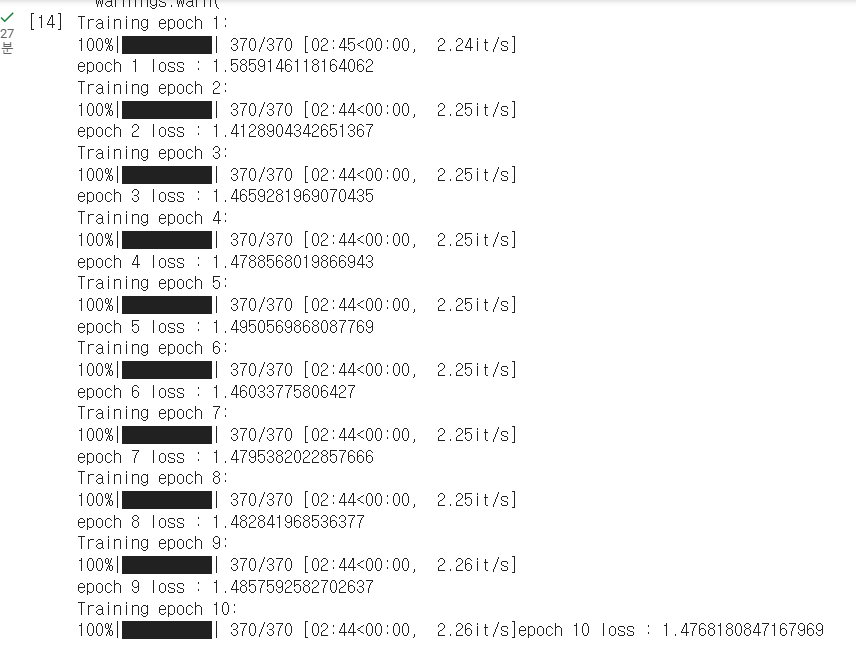 warnings.warn(
[14] Training epoch 1:
27
분
100%|██████████| 370/370 [02:45<00:00,  2.24it/s]
epoch 1 loss : 1.5859146118164062
Training epoch 2:
100%|██████████| 370/370 [02:44<00:00,  2.25it/s]
epoch 2 loss : 1.4128904342651367
Training epoch 3:
100%|██████████| 370/370 [02:44<00:00,  2.25it/s]
epoch 3 loss : 1.4659281969070435
Training epoch 4:
100%|██████████| 370/370 [02:44<00:00,  2.25it/s]
epoch 4 loss : 1.4788568019866943
Training epoch 5:
100%|██████████| 370/370 [02:44<00:00,  2.25it/s]
epoch 5 loss : 1.4950569868087769
Training epoch 6:
100%|██████████| 370/370 [02:44<00:00,  2.25it/s]
epoch 6 loss : 1.46033775806427
Training epoch 7:
100%|██████████| 370/370 [02:44<00:00,  2.25it/s]
epoch 7 loss : 1.4795382022857666
Training epoch 8:
100%|██████████| 370/370 [02:44<00:00,  2.25it/s]
epoch 8 loss : 1.482841968536377
Training epoch 9:
100%|██████████| 370/370 [02:44<00:00,  2.26it/s]
epoch 9 loss : 1.4857592582702637
Training epoch 10:
100%|██████████| 370/370 [02:44<00:00,  2.26it/s]epoch 10 loss : 1.4768180847167969